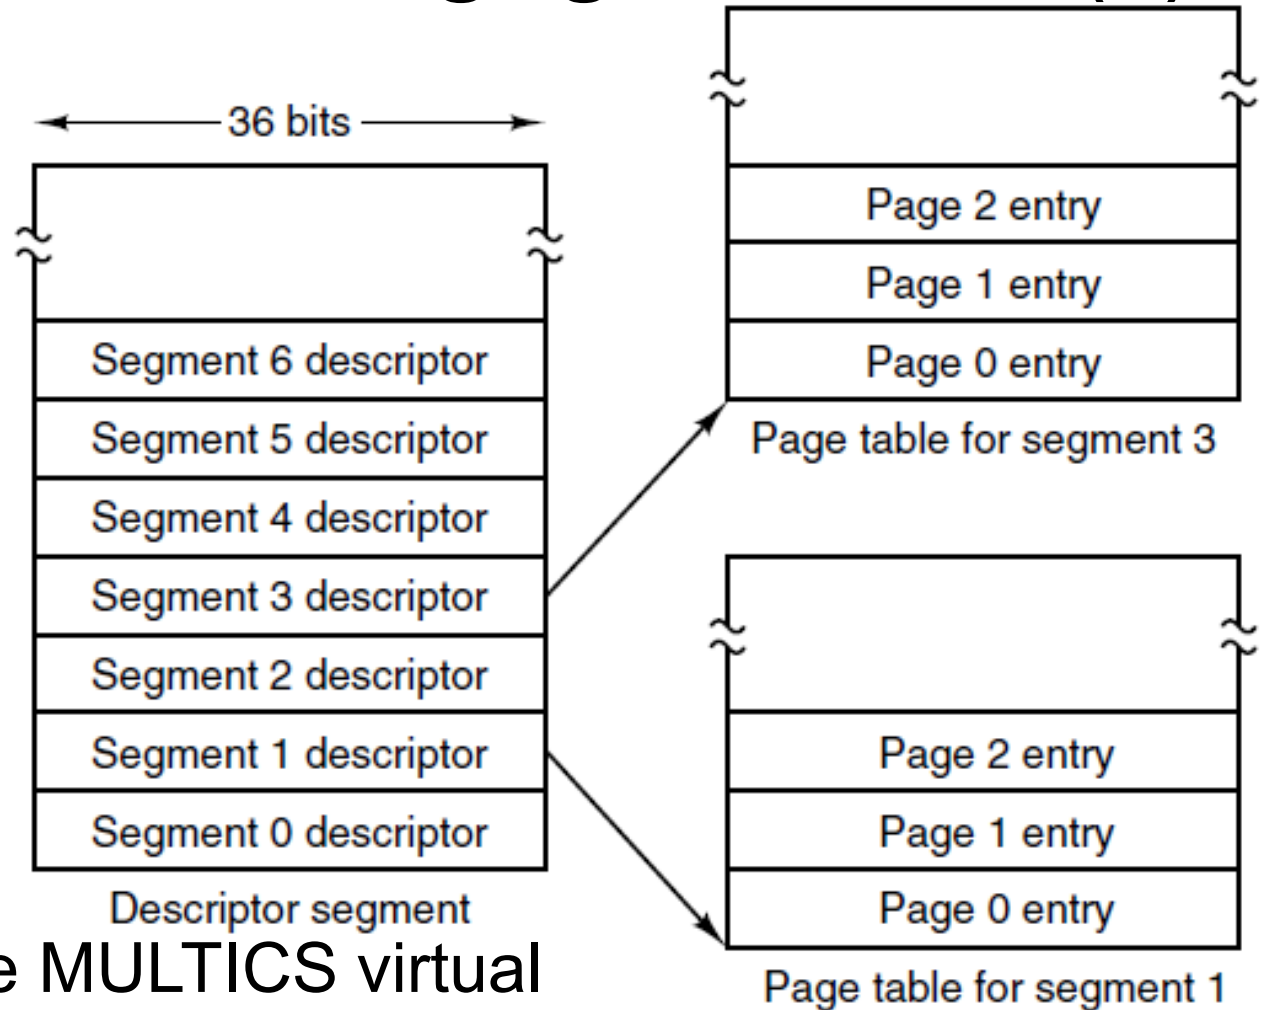 36 bits
Segment 6 descriptor
Segment 5 descriptor
Segment 4 descriptor
Segment 3 descriptor
Segment 2 descriptor
Segment 1 descriptor
Segment 0 descriptor
Descriptor segment
Page 2 entry
Page 1 entry
Page 0 entry
Page table for segment 3
Page 2 entry
Page 1 entry
Page 0 entry
Page table for segment 1
MULTICS virtual